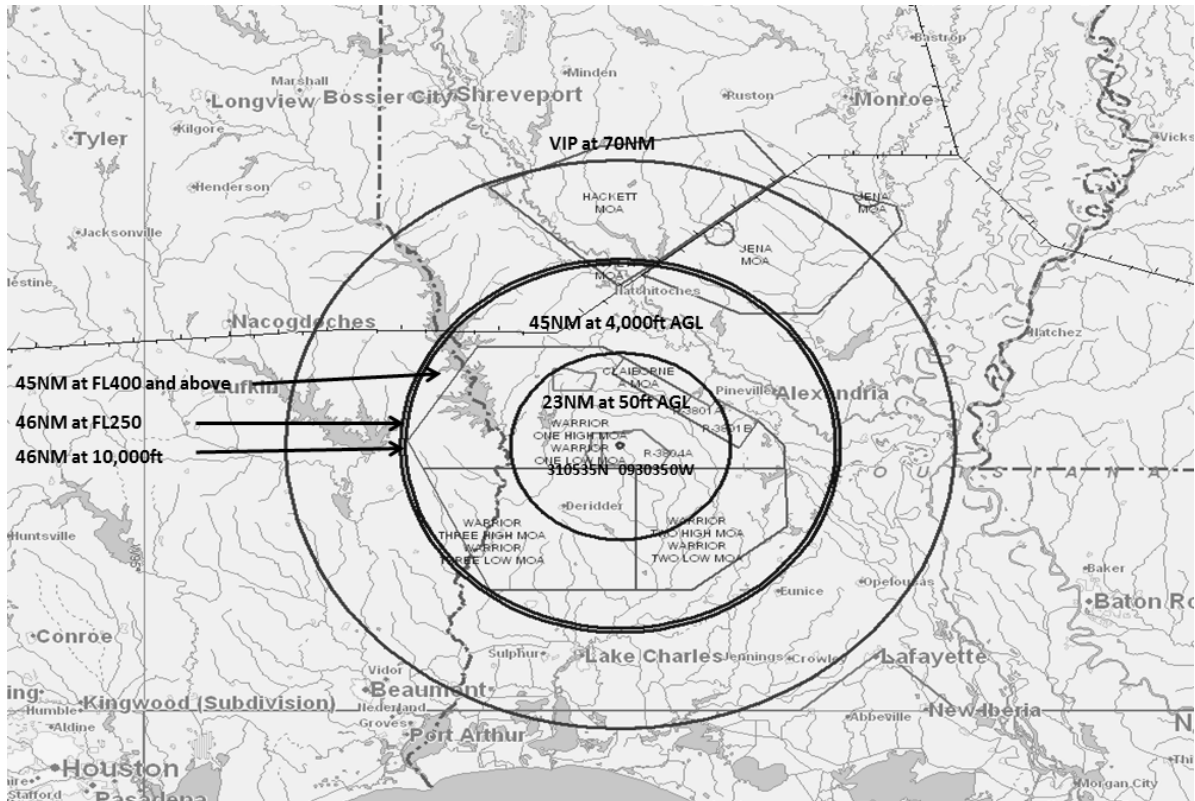 Bastrop
Minden
Marshall
Longview
Bossier City
Shreveport
Ruston
Monroe
Tyler
Kilgore
Vicks
VIP at 70NM
Henderson
HACKETT
MOA
JENA
MOA
Jacksonville
JENA
MOA
MOA
Natchitoches
45NM at 4,000ft AGL
Nacogdoches
Natchez
45NM at FL400 and above
Lufkin
CLAIBORNE
A MOA
Pineville
Alexandria
23NM at 50ft AGL
46NM at FL250
WARRIOR
ONE HIGH MOA
WARRIOR
ONE LOW MOA
R-3801 B
46NM at 10,000ft
R-3804A
310535N 0930350W
O U I S I A N A
Deridder
WARRIOR
THREE HIGH MOA
WARRIOR
THREE LOW MOA
WARRIOR
TWO HIGH MOA
WARRIOR
TWO LOW MOA
Huntsville
Baker
Eunice
Opelousas
Baton Ro
Conroe
Sulphur
Lake Charles
Jennings
Crowley
Lafayette
Vidor
Beaumont
ing
Kingwood (Subdivision)
Nederland
Humble
Groves
Port Arthur
Aldine
Abbeville
New Iberia
N
Houston
Stafford
Pasadena
Morgan City